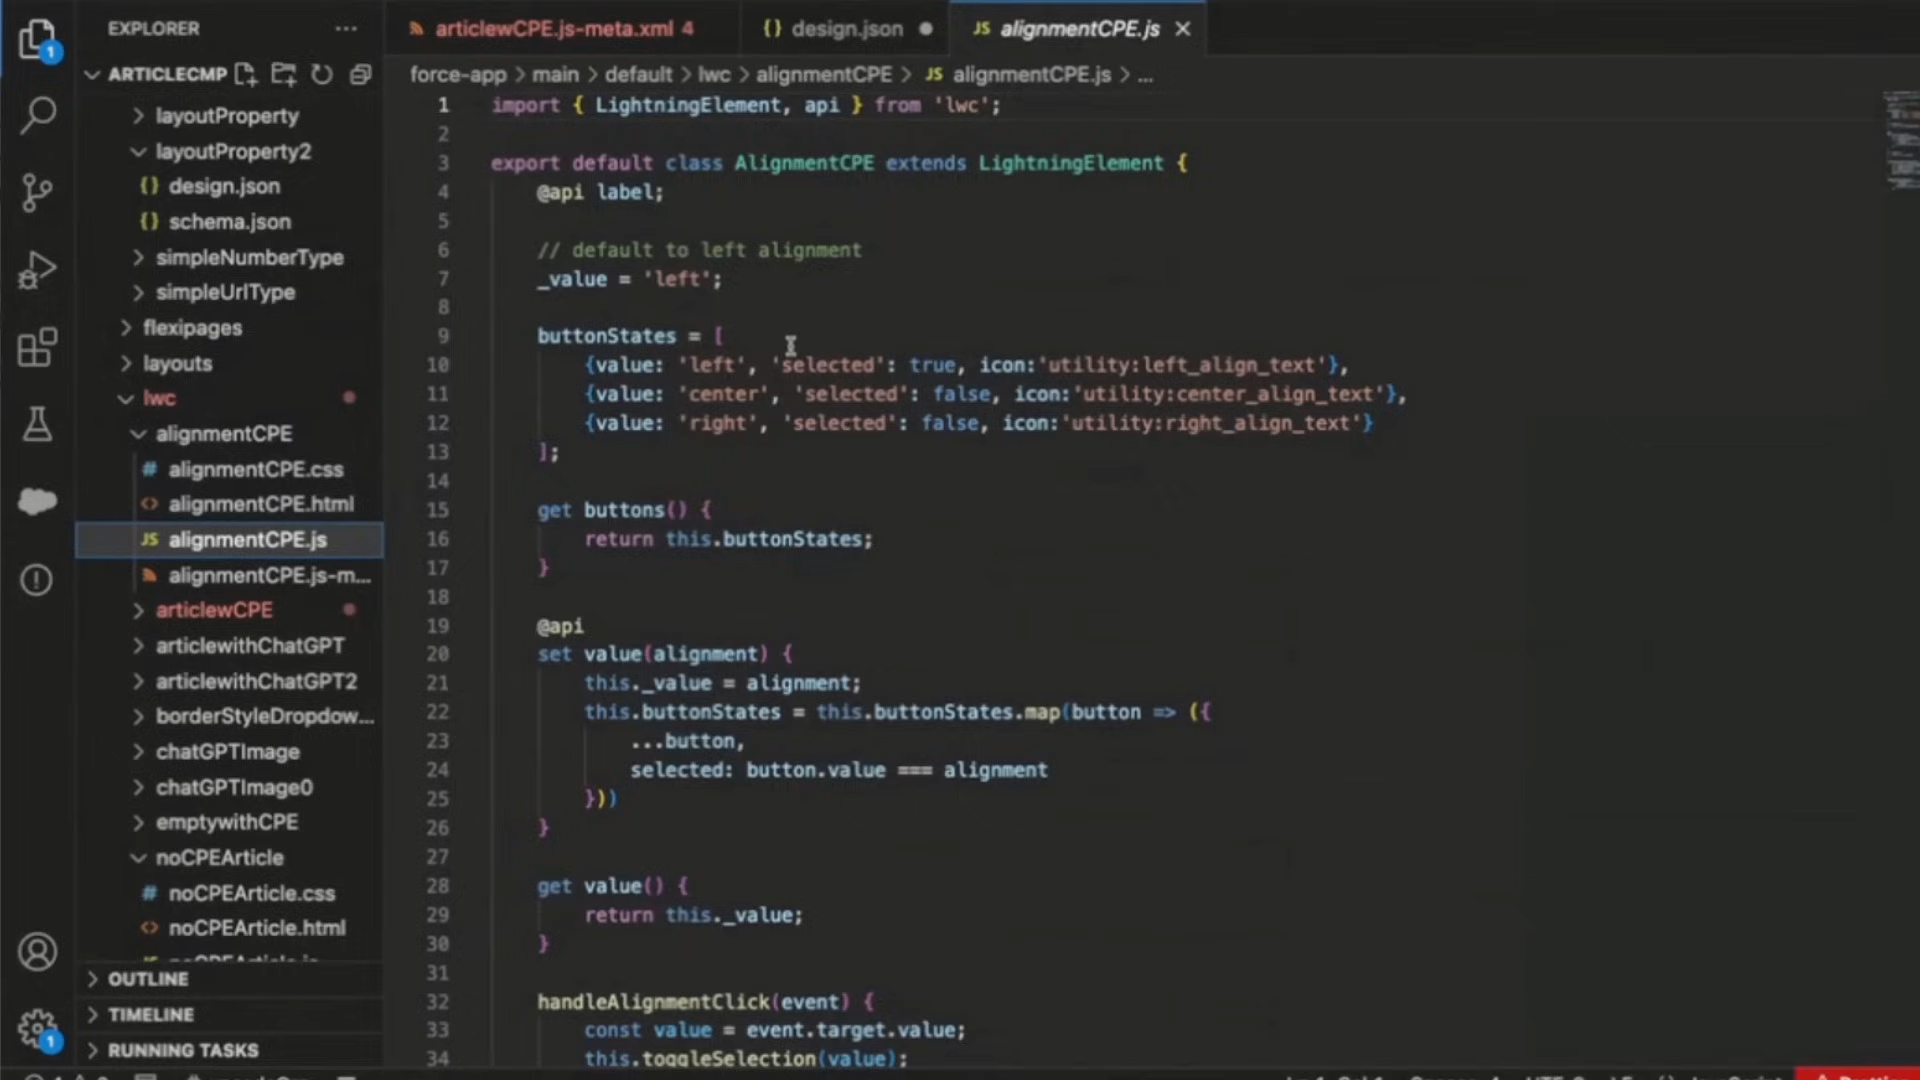 EXPLORER
ARTICLECMP
layoutProperty
layoutProperty2
{} design.json
{} schema.json
simpleNumberType
simpleUrlType
flexipages
layouts
lwc
alignmentCPE
# alignmentCPE.css
<> alignmentCPE.html
JS alignmentCPE.js
alignmentCPE.js-m...
articlewCPE
articlewithChatGPT
articlewithChatGPT2
borderStyleDropdow...
chatGPTImage
chatGPTImage0
emptywithCPE
noCPEArticle
# noCPEArticle.css
<> noCPEArticle.html
OUTLINE
TIMELINE
RUNNING TASKS
1
1
articlewCPE.js-meta.xml 4
{} design.json
JS alignmentCPE.js
force-app > main > default > lwc > alignmentCPE > JS alignmentCPE.js > ...
1 import { LightningElement, api } from 'lwc';
2
3 export default class AlignmentCPE extends LightningElement {
4 @api label;
5
6 // default to left alignment
7 _value = 'left';
8
9 buttonStates = [
10 {value: 'left', 'selected': true, icon:'utility:left_align_text'},
11 {value: 'center', 'selected': false, icon:'utility:center_align_text'},
12 {value: 'right', 'selected': false, icon:'utility:right_align_text'}
13 ];
14
15 get buttons() {
16 return this.buttonStates;
17 }
18
19 @api
20 set value(alignment) {
21 this._value = alignment;
22 this.buttonStates = this.buttonStates.map(button => ({
23 ...button,
24 selected: button.value === alignment
25 }))
26 }
27
28 get value() {
29 return this._value;
30 }
31
32 handleAlignmentClick(event) {
33 const value = event.target.value;
34 this.toggleSelection(value);